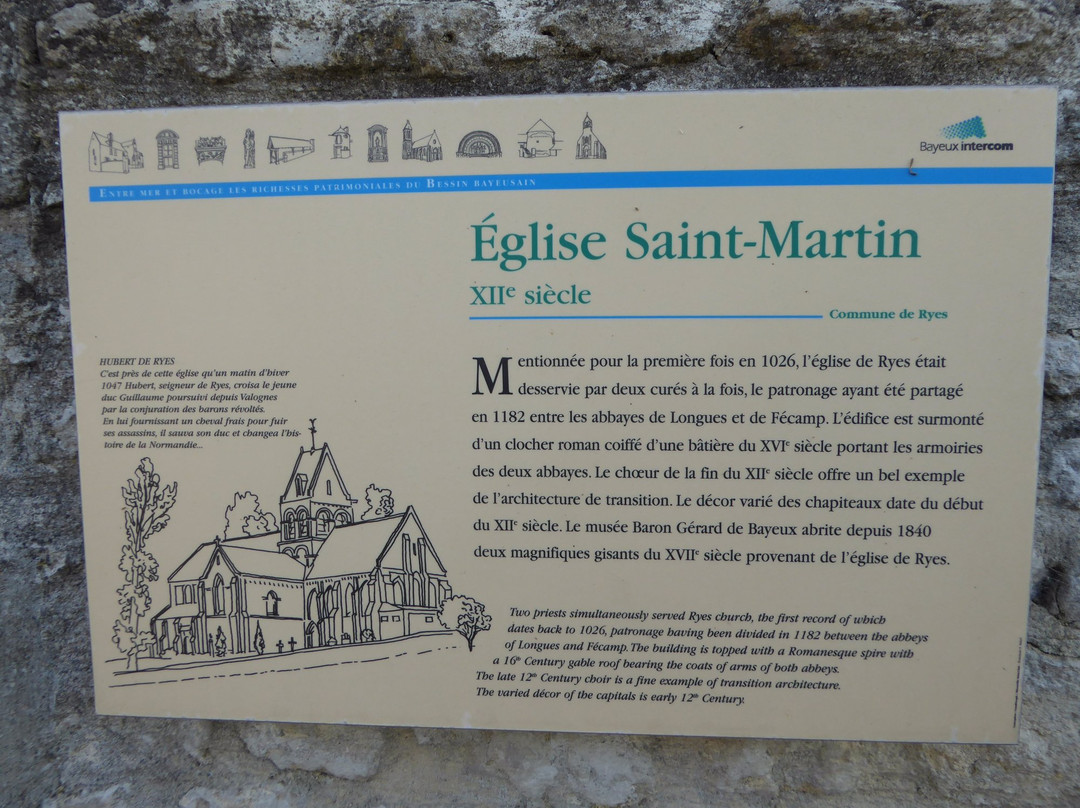 Bayeux intercom
ENTRE MER ET BOCAGE LES RICHESSES PATRIMONIALES DU BESSIN BAYEUSAIN
Église Saint-Martin
XIIe siècle
Commune de Ryes
HUBERT DE RYES
C'est près de cette église qu'un matin d'hiver
1047 Hubert, seigneur de Ryes, croisa le jeune
duc Guillaume poursuivi depuis Valognes
par la conjuration des barons révoltés.
En lui fournissant un cheval frais pour fuir
ses assassins, il sauva son duc et changea l'his-
toire de la Normandie...
Mentionnée pour la première fois en 1026, l'église de Ryes était
desservie par deux curés à la fois, le patronage ayant été partagé
en 1182 entre les abbayes de Longues et de Fécamp. L'édifice est surmonté
d'un clocher roman coiffé d'une bâtière du XVIe siècle portant les armoiries
des deux abbayes. Le chœur de la fin du XIIe siècle offre un bel exemple
de l'architecture de transition. Le décor varié des chapiteaux date du début
du XIIe siècle. Le musée Baron Gérard de Bayeux abrite depuis 1840
deux magnifiques gisants du XVIIe siècle provenant de l'église de Ryes.
Two priests simultaneously served Ryes church, the first record of which
dates back to 1026, patronage having been divided in 1182 between the abbeys
of Longues and Fécamp. The building is topped with a Romanesque spire with
a 16th Century gable roof bearing the coats of arms of both abbeys.
The late 12th Century choir is a fine example of transition architecture.
The varied décor of the capitals is early 12th Century.